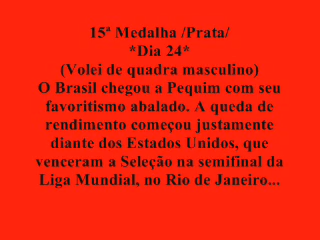 15ª Medalha /Prata/
*Dia 24*
(Volei de quadra masculino)
O Brasil chegou a Pequim com seu
favoritismo abalado. A queda de
rendimento começou justamente
diante dos Estados Unidos, que
venceram a Seleção na semifinal da
Liga Mundial, no Rio de Janeiro...